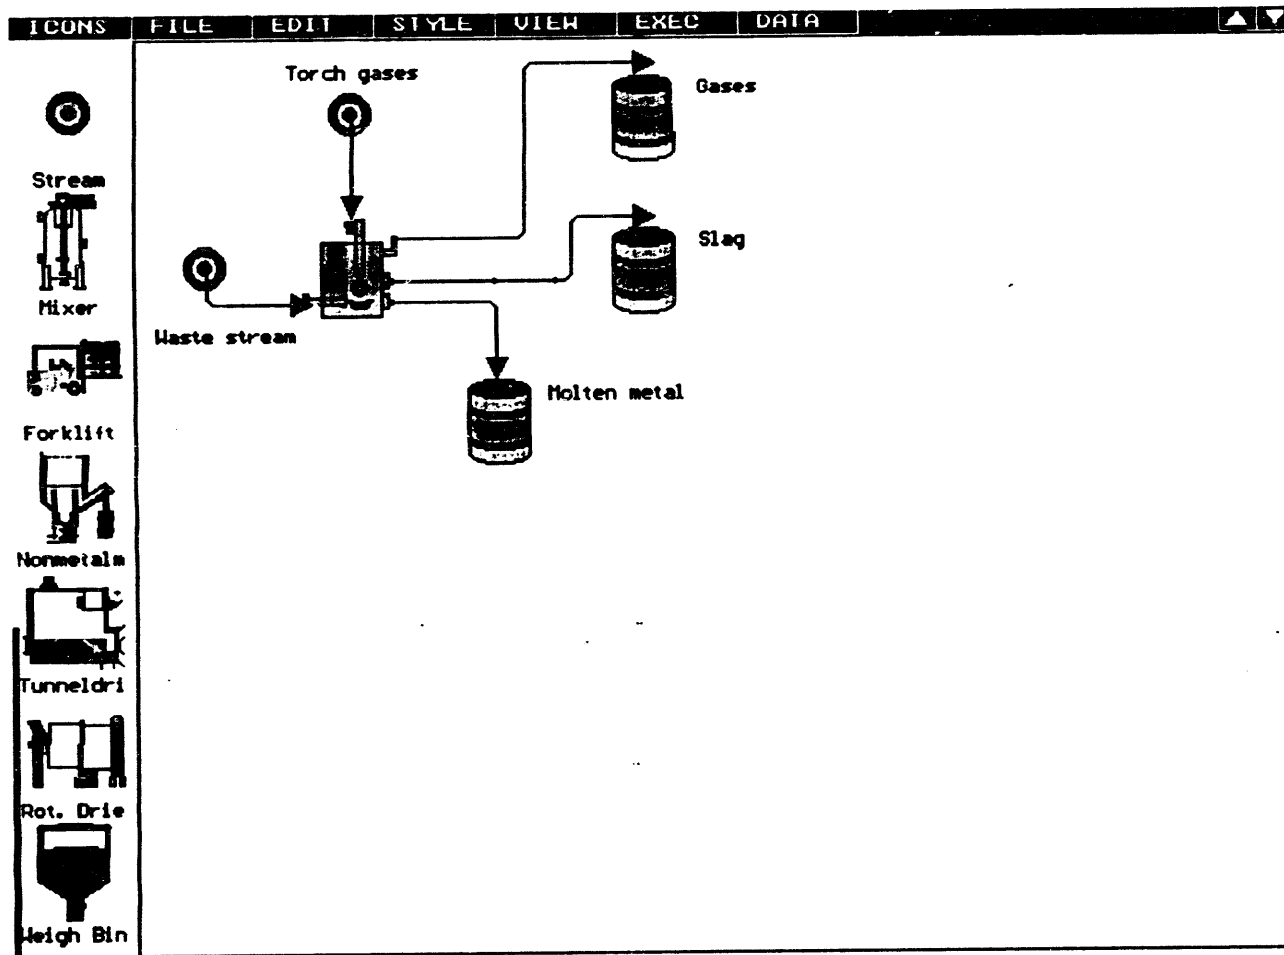 ICONS FILE EDIT STYLE VIEW EXEC DATA
Torch gases
Gases
Stream
Slag
Mixer
Waste stream
Molten metal
Forklift
Nonmetalm
Tunneldri
Rot. Drie
Weigh Bin